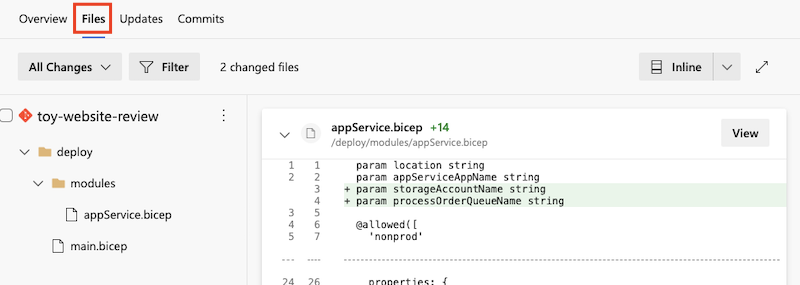 Overview Files Updates Commits
All Changes Filter 2 changed files Inline
toy-website-review
deploy
modules
appService.bicep
main.bicep
appService.bicep +14
/deploy/modules/appService.bicep
View
1 1 param location string
2 2 param appServiceAppName string
3 + param storageAccountName string
4 + param processOrderQueueName string
3 5
4 6 @allowed([
5 7 'nonprod'
24 26 properties: {